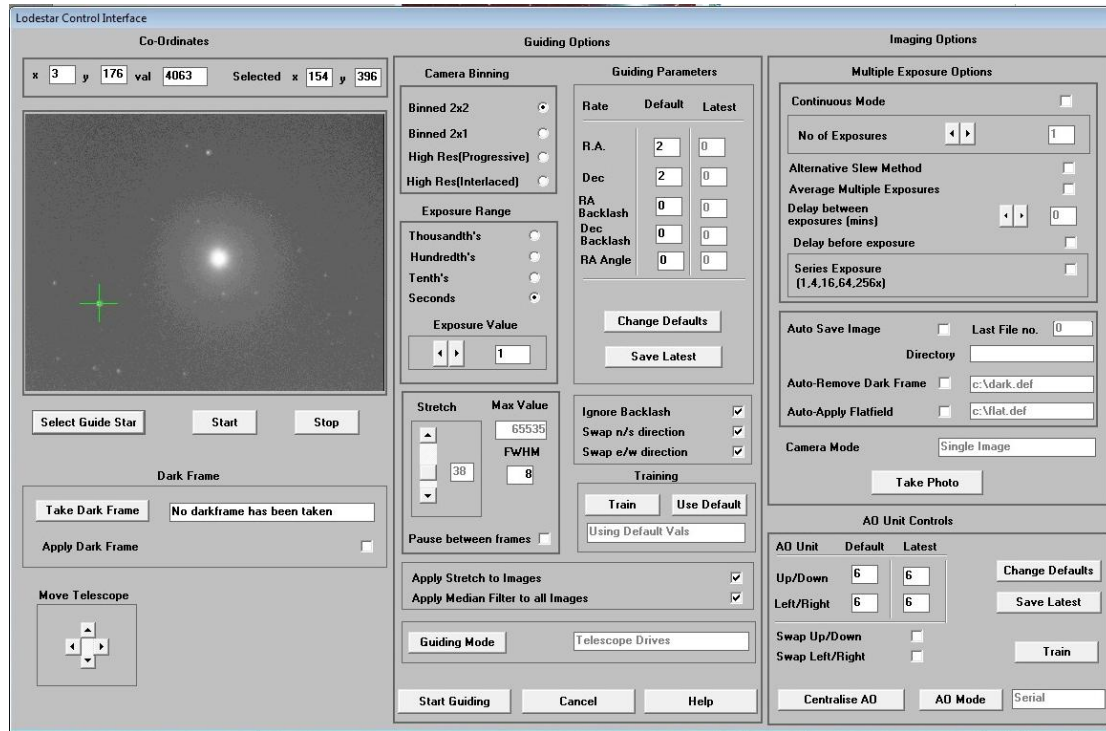 Lodestar Control Interface
Co-Ordinates
x 3 y 176 val 4063 Selected x 154 y 396
Select Guide Star Start Stop
Dark Frame
Take Dark Frame No darkframe has been taken
Apply Dark Frame
Move Telescope
Guiding Options
Camera Binning
Binned 2x2
Binned 2x1
High Res(Progressive)
High Res(Interlaced)
Exposure Range
Thousandth's
Hundredth's
Tenth's
Seconds
Exposure Value
1
Stretch Max Value
65535
FWHM
38 8
Pause between frames
Guiding Parameters
Rate Default Latest
R.A. 2 0
Dec 2 0
RA Backlash 0 0
Dec Backlash 0 0
RA Angle 0 0
Change Defaults
Save Latest
Ignore Backlash
Swap n/s direction
Swap e/w direction
Training
Train Use Default
Using Default Vals
Apply Stretch to Images
Apply Median Filter to all Images
Guiding Mode Telescope Drives
Start Guiding Cancel Help
Imaging Options
Multiple Exposure Options
Continuous Mode
No of Exposures 1
Alternative Slew Method
Average Multiple Exposures
Delay between
exposures (mins) 0
Delay before exposure
Series Exposure
(1,4,16,64,256x)
Auto Save Image Last File no. 0
Directory
Auto-Remove Dark Frame c:\dark.def
Auto-Apply Flatfield c:\flat.def
Camera Mode Single Image
Take Photo
AO Unit Controls
AO Unit Default Latest
Up/Down 6 6
Left/Right 6 6
Change Defaults
Save Latest
Swap Up/Down
Swap Left/Right
Train
Centralise AO AO Mode Serial